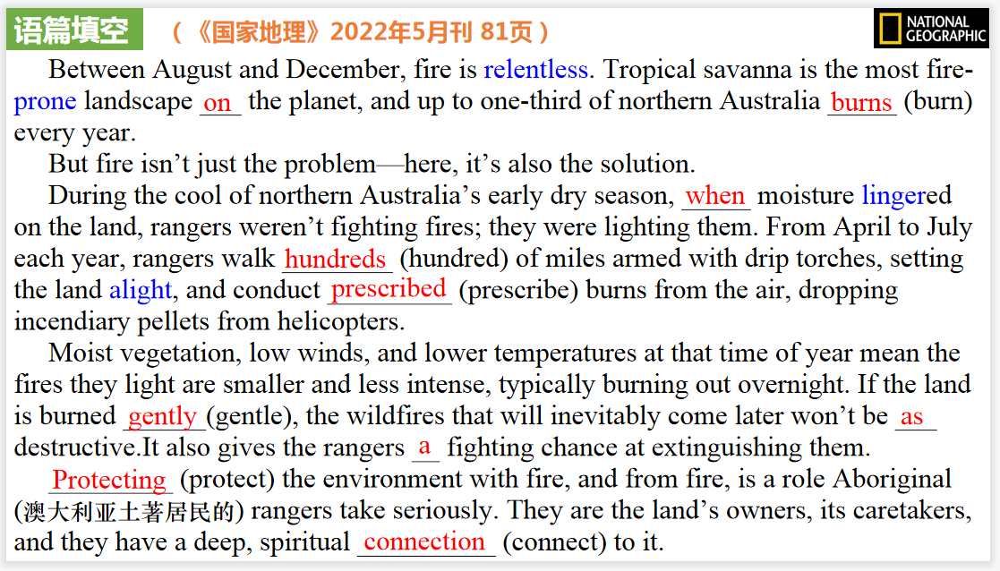 语篇填空 (《国家地理》2022年5月刊 81页) NATIONAL GEOGRAPHIC
Between August and December, fire is relentless. Tropical savanna is the most fire-
prone landscape on the planet, and up to one-third of northern Australia burns (burn)
every year.
But fire isn't just the problem—here, it's also the solution.
During the cool of northern Australia's early dry season, when moisture lingered
on the land, rangers weren't fighting fires; they were lighting them. From April to July
each year, rangers walk hundreds (hundred) of miles armed with drip torches, setting
the land alight, and conduct prescribed (prescribe) burns from the air, dropping
incendiary pellets from helicopters.
Moist vegetation, low winds, and lower temperatures at that time of year mean the
fires they light are smaller and less intense, typically burning out overnight. If the land
is burned gently (gentle), the wildfires that will inevitably come later won't be as
destructive.It also gives the rangers a fighting chance at extinguishing them.
Protecting (protect) the environment with fire, and from fire, is a role Aboriginal
(澳大利亚土著居民的) rangers take seriously. They are the land's owners, its caretakers,
and they have a deep, spiritual connection (connect) to it.